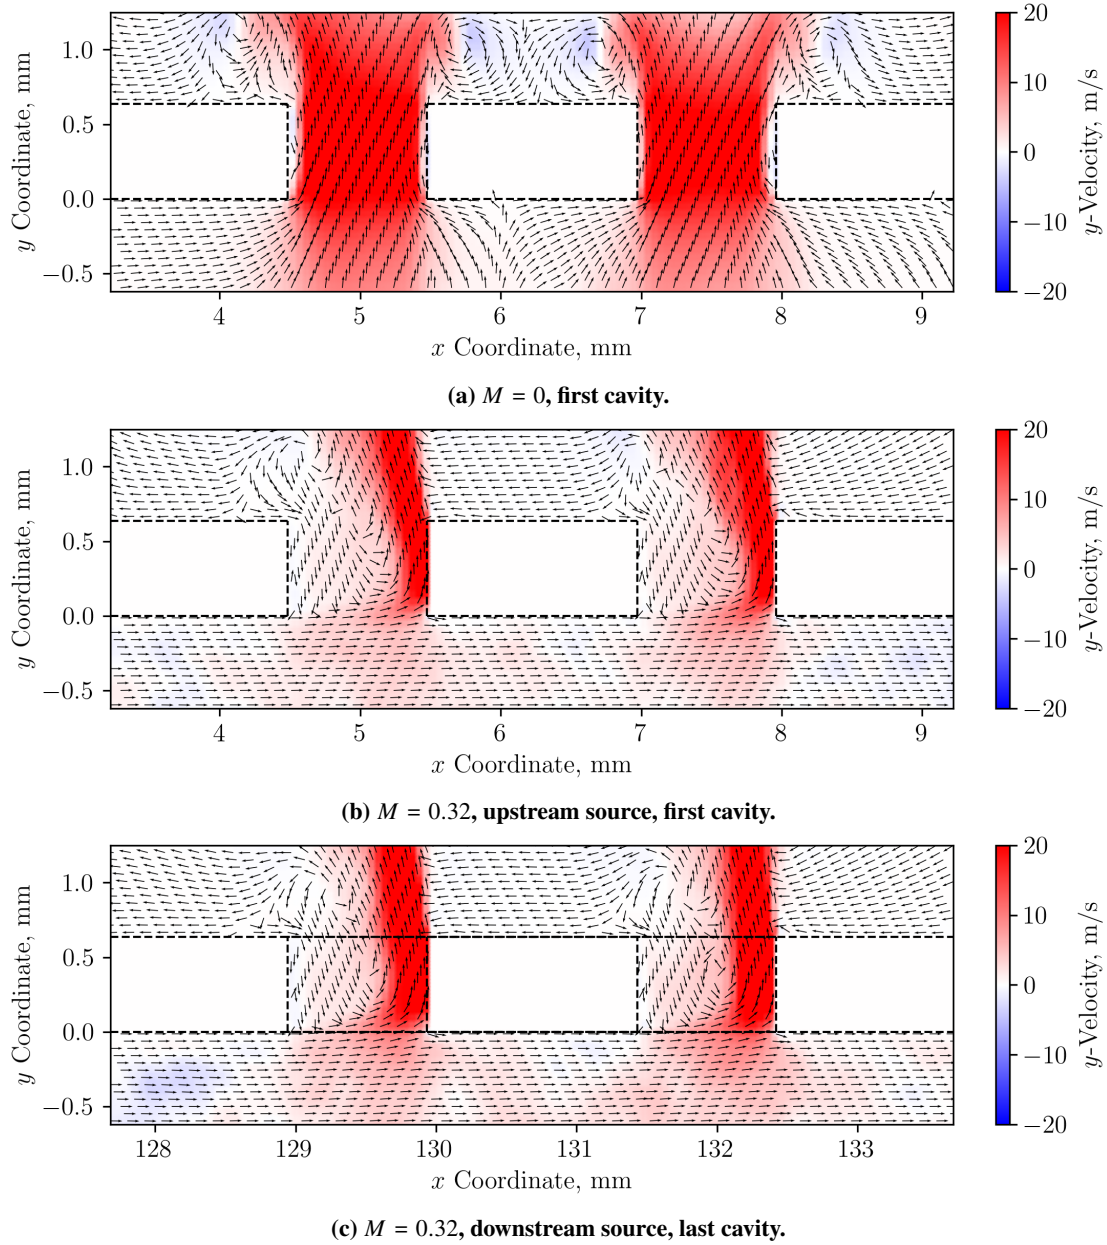 1.0
0.5
0.0
−0.5
y Coordinate, mm
4 5 6 7 8 9
x Coordinate, mm
20
10
0
−10
−20
y-Velocity, m/s
(a) M = 0, first cavity.
1.0
0.5
0.0
−0.5
y Coordinate, mm
4 5 6 7 8 9
x Coordinate, mm
20
10
0
−10
−20
y-Velocity, m/s
(b) M = 0.32, upstream source, first cavity.
1.0
0.5
0.0
−0.5
y Coordinate, mm
128 129 130 131 132 133
x Coordinate, mm
20
10
0
−10
−20
y-Velocity, m/s
(c) M = 0.32, downstream source, last cavity.